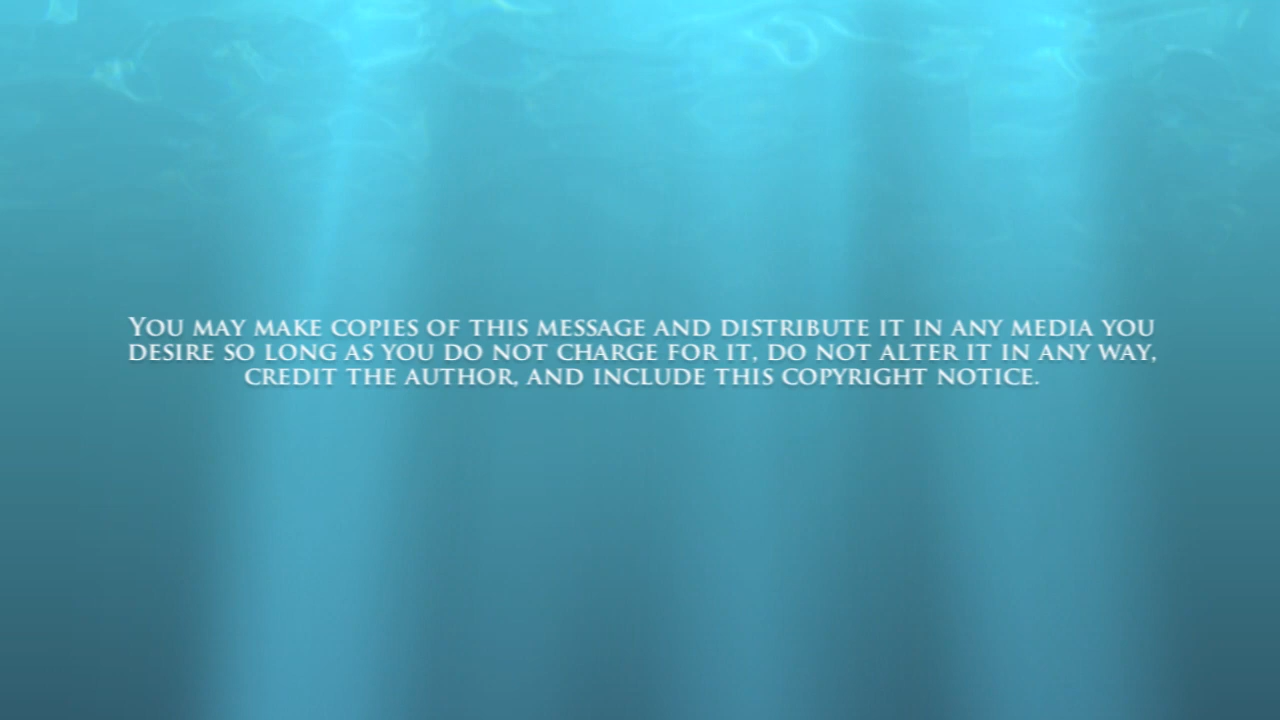 You may make copies of this message and distribute it in any media you
desire so long as you do not charge for it, do not alter it in any way,
credit the author, and include this copyright notice.